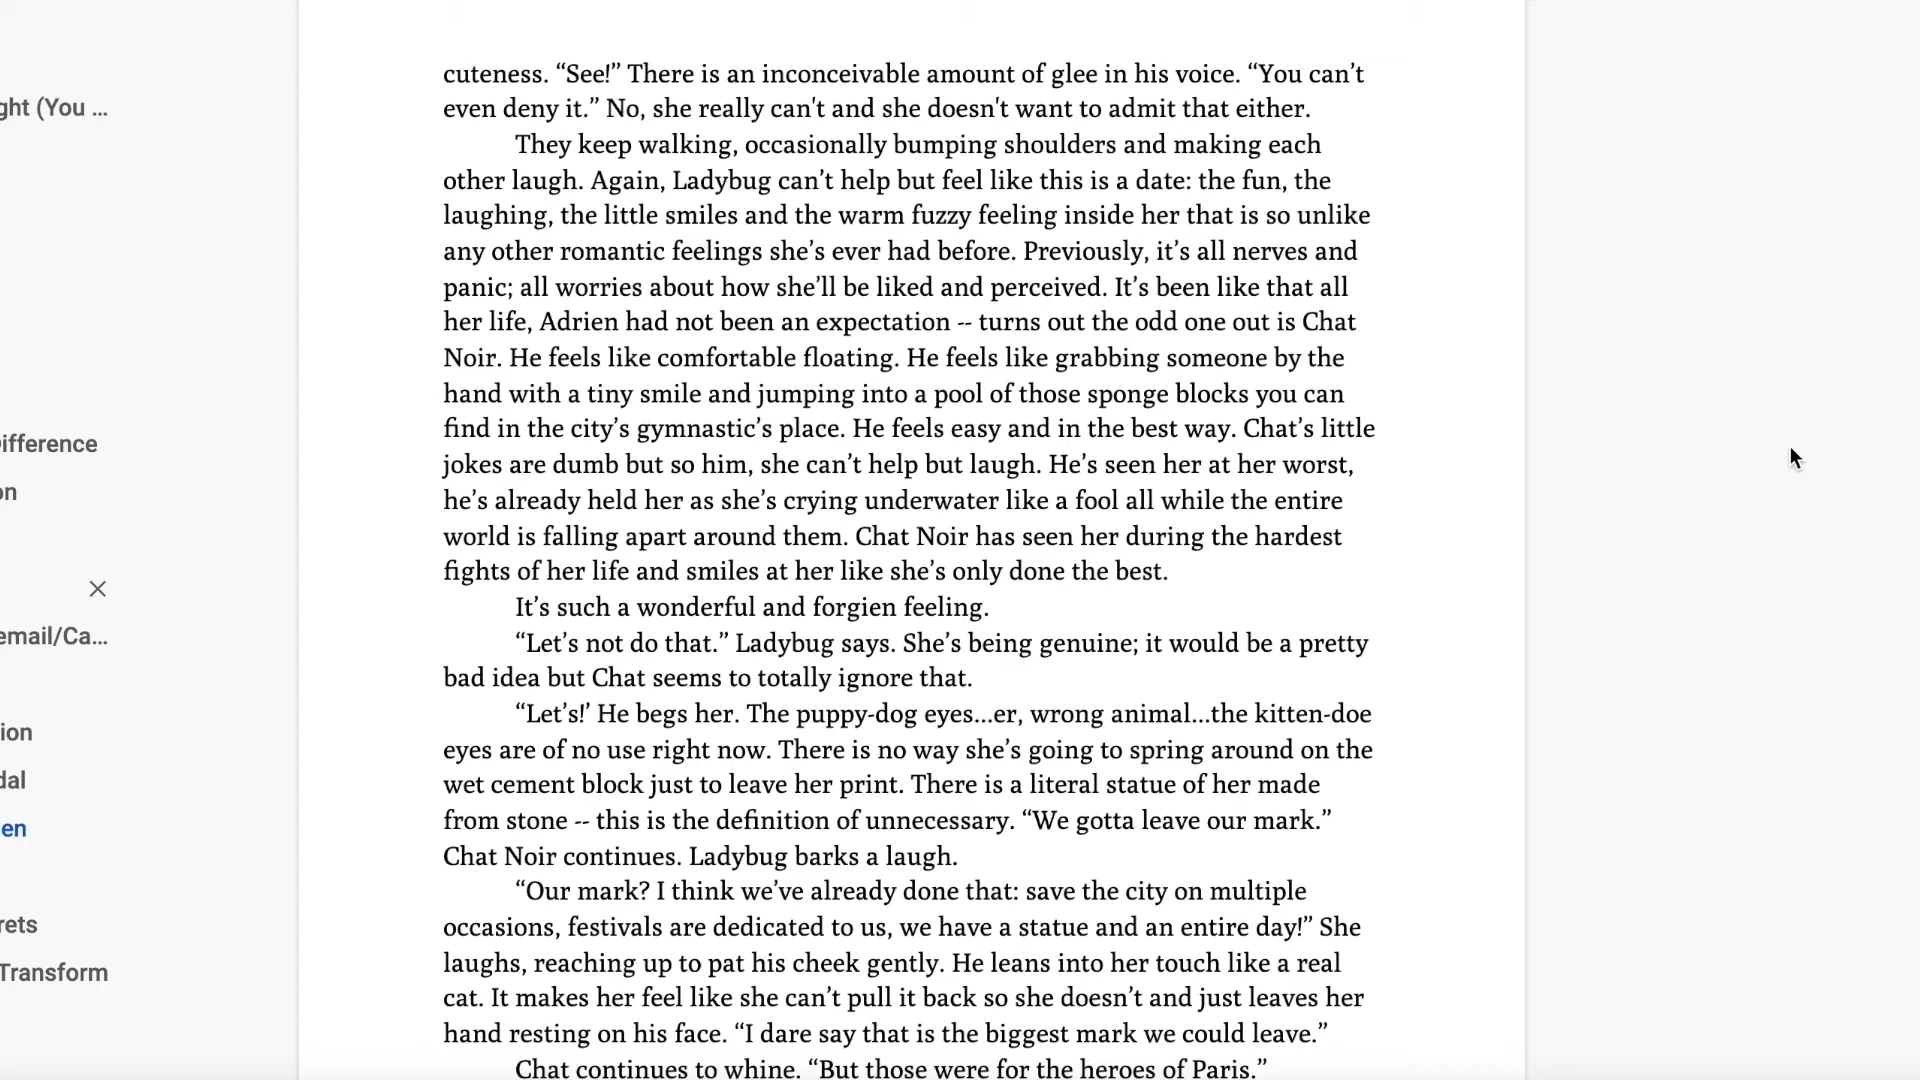 cuteness. “See!” There is an inconceivable amount of glee in his voice. “You can’t
even deny it.” No, she really can't and she doesn't want to admit that either.
They keep walking, occasionally bumping shoulders and making each
other laugh. Again, Ladybug can’t help but feel like this is a date: the fun, the
laughing, the little smiles and the warm fuzzy feeling inside her that is so unlike
any other romantic feelings she’s ever had before. Previously, it’s all nerves and
panic; all worries about how she’ll be liked and perceived. It’s been like that all
her life, Adrien had not been an expectation -- turns out the odd one out is Chat
Noir. He feels like comfortable floating. He feels like grabbing someone by the
hand with a tiny smile and jumping into a pool of those sponge blocks you can
find in the city’s gymnastic’s place. He feels easy and in the best way. Chat’s little
jokes are dumb but so him, she can’t help but laugh. He’s seen her at her worst,
he’s already held her as she’s crying underwater like a fool all while the entire
world is falling apart around them. Chat Noir has seen her during the hardest
fights of her life and smiles at her like she’s only done the best.
It’s such a wonderful and forgien feeling.
“Let’s not do that.” Ladybug says. She’s being genuine; it would be a pretty
bad idea but Chat seems to totally ignore that.
“Let’s!’ He begs her. The puppy-dog eyes...er, wrong animal...the kitten-doe
eyes are of no use right now. There is no way she’s going to spring around on the
wet cement block just to leave her print. There is a literal statue of her made
from stone -- this is the definition of unnecessary. “We gotta leave our mark.”
Chat Noir continues. Ladybug barks a laugh.
“Our mark? I think we’ve already done that: save the city on multiple
occasions, festivals are dedicated to us, we have a statue and an entire day!” She
laughs, reaching up to pat his cheek gently. He leans into her touch like a real
cat. It makes her feel like she can’t pull it back so she doesn’t and just leaves her
hand resting on his face. “I dare say that is the biggest mark we could leave.”
Chat continues to whine. “But those were for the heroes of Paris.”
ght (You ...
ifference
on
email/Ca...
ion
dal
en
rets
Transform